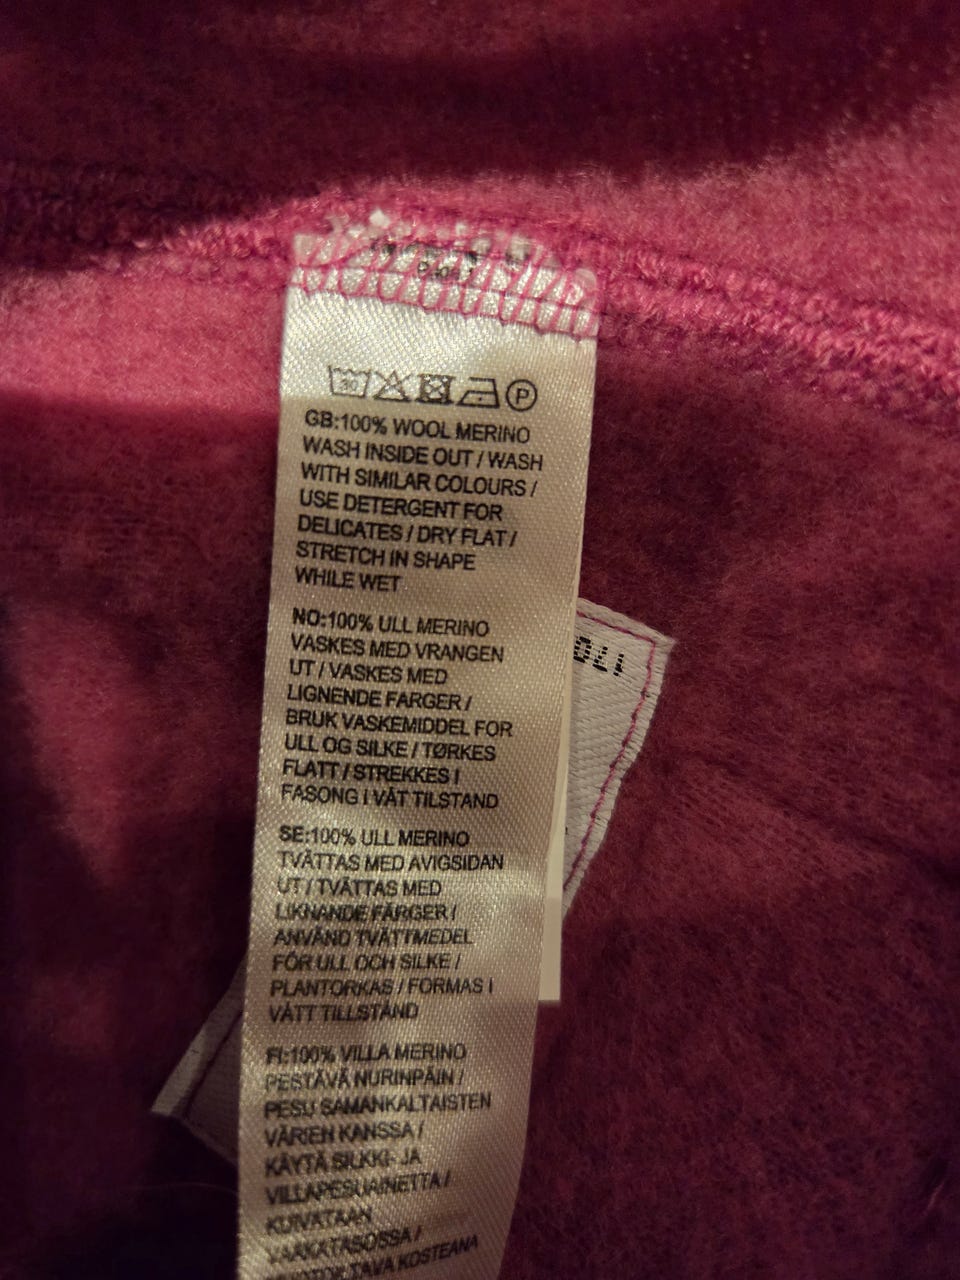 30
P
GB:100% WOOL MERINO
WASH INSIDE OUT / WASH
WITH SIMILAR COLOURS /
USE DETERGENT FOR
DELICATES / DRY FLAT /
STRETCH IN SHAPE
WHILE WET
NO:100% ULL MERINO
VASKES MED VRANGEN
UT / VASKES MED
LIGNENDE FARGER /
BRUK VASKEMIDDEL FOR
ULL OG SILKE / TØRKES
FLATT / STREKKES I
FASONG I VÅT TILSTAND
SE:100% ULL MERINO
TVÄTTAS MED AVIGSIDAN
UT / TVÄTTAS MED
LIKNANDE FÄRGER /
ANVÄND TVÄTTMEDEL
FÖR ULL OCH SILKE /
PLANTORKAS / FORMAS I
VÅTT TILLSTÅND
FI:100% VILLA MERINO
PESTÄVÄ NURINPÄIN /
PESU SAMANKALTAISTEN
VÄRIEN KANSSA /
KÄYTÄ SILKKI- JA
VILLAPESUAINETTA /
KUIVATAAN
VAAKATASOSSA /
KOSTEANA
170